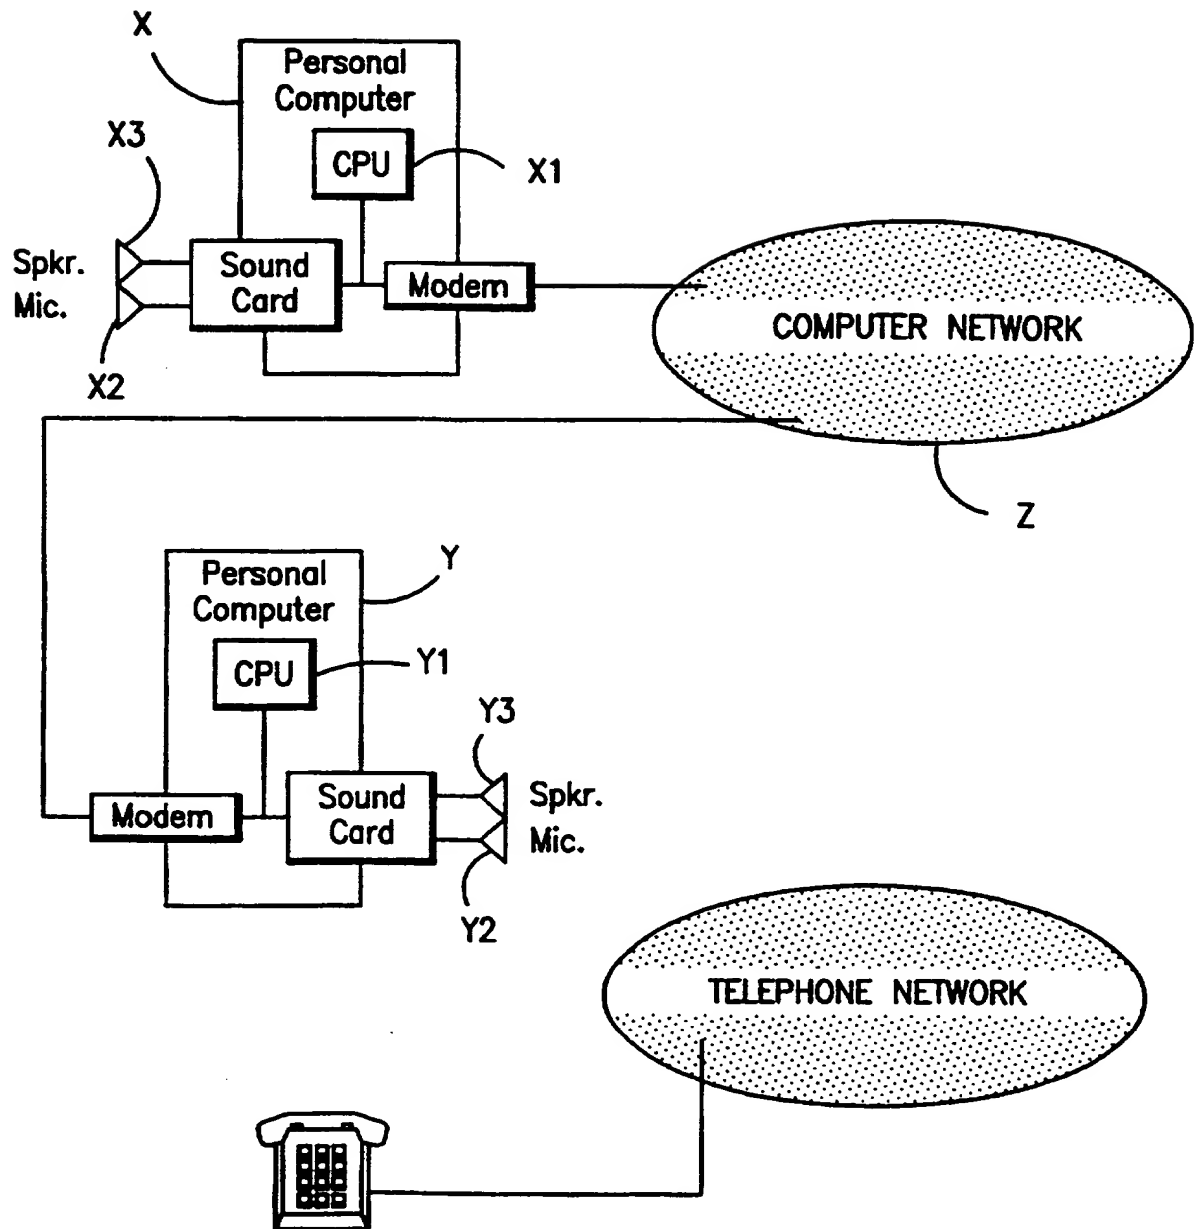 X
Personal
Computer
X3
CPU
X1
Spkr.
Mic.
Sound
Card
Modem
COMPUTER NETWORK
X2
Z
Personal
Computer
Y
CPU
Y1
Y3
Modem
Sound
Card
Spkr.
Mic.
Y2
TELEPHONE NETWORK